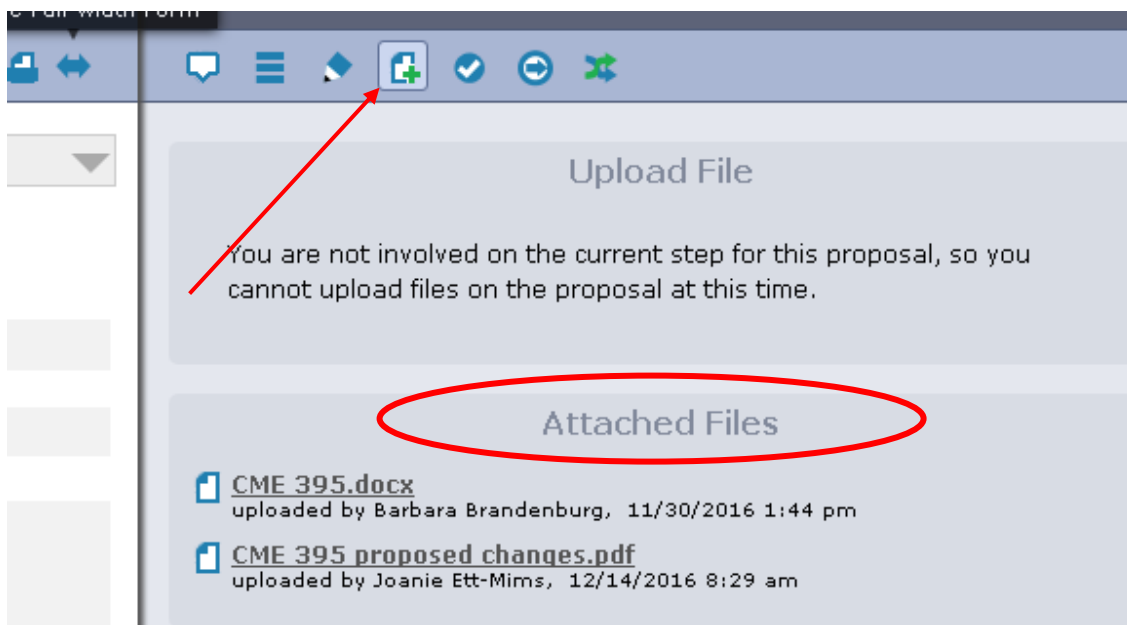 Upload File
You are not involved on the current step for this proposal, so you
cannot upload files on the proposal at this time.
Attached Files
CME 395.docx
uploaded by Barbara Brandenburg, 11/30/2016 1:44 pm
CME 395 proposed changes.pdf
uploaded by Joanie Ett-Mims, 12/14/2016 8:29 am